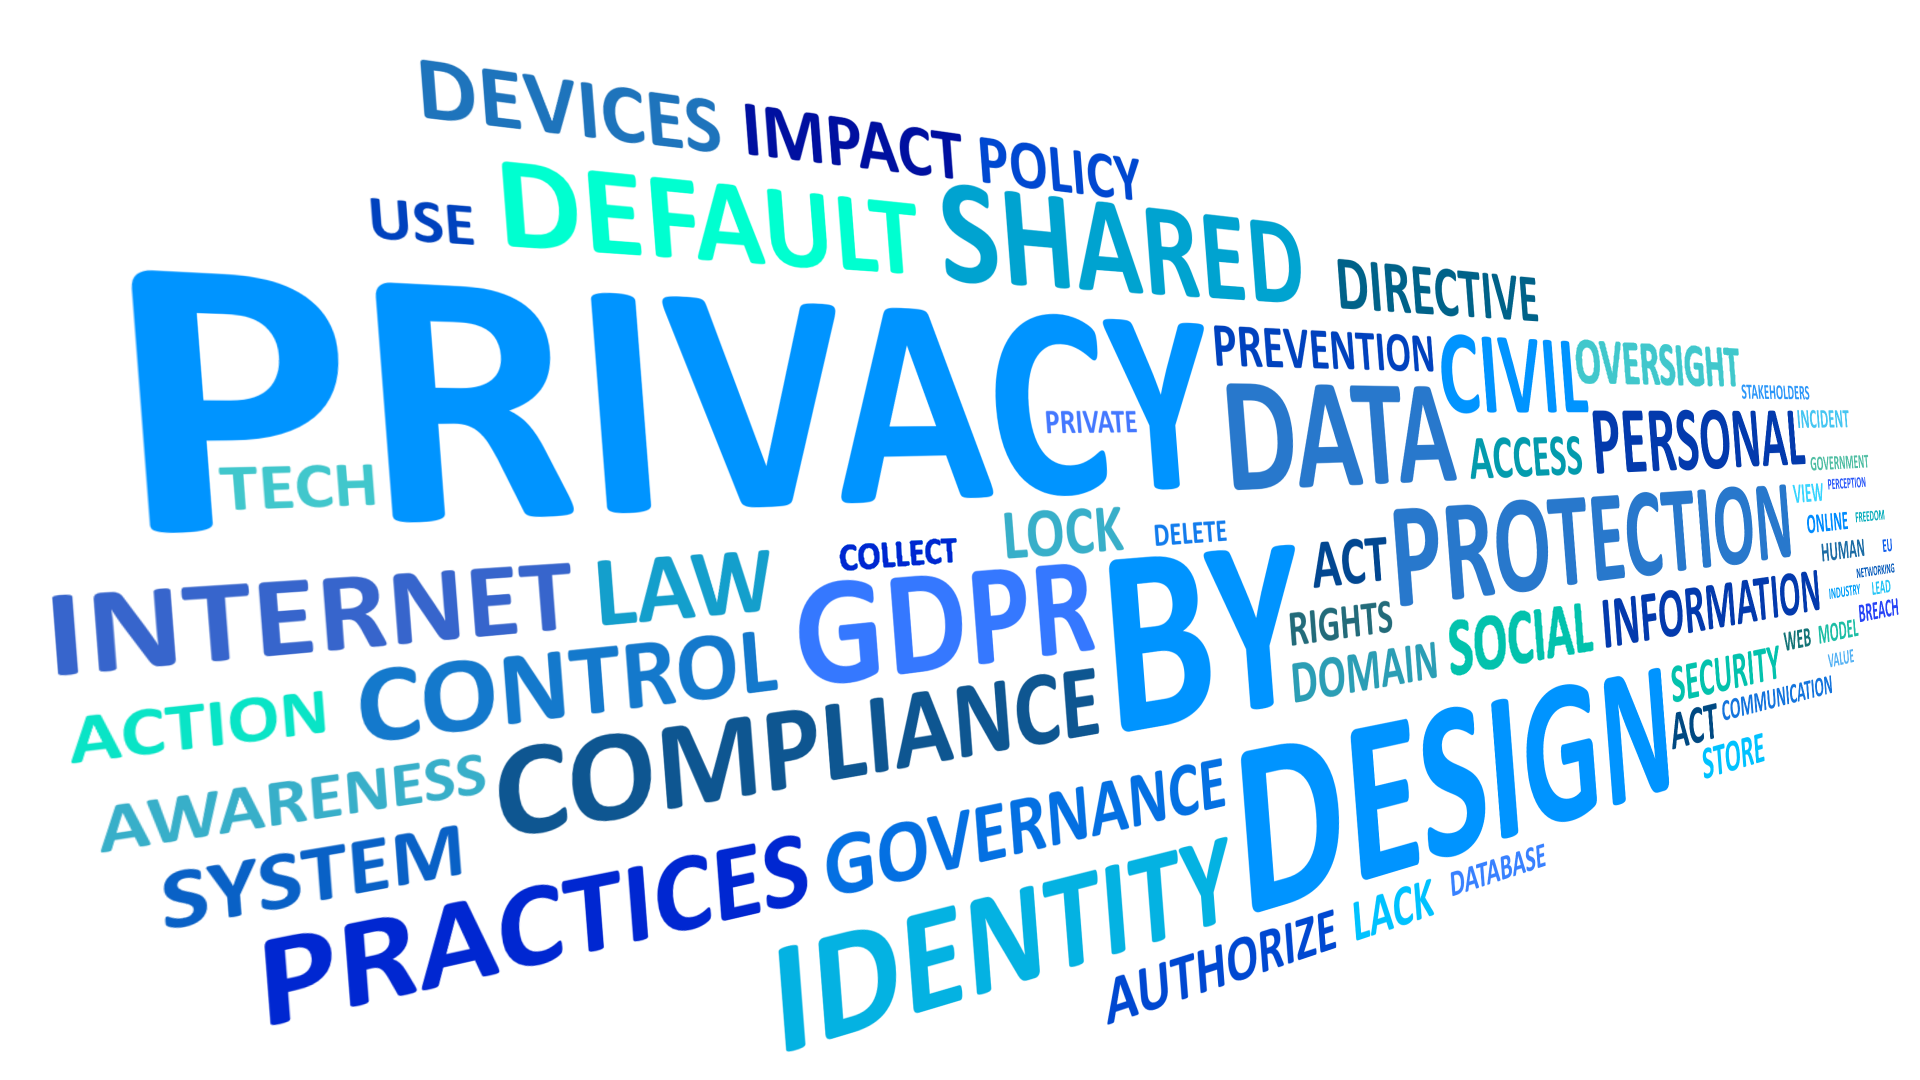 DEVICES IMPACT POLICY
USE DEFAULT SHARED DIRECTIVE
PRIVACY PREVENTION CIVIL OVERSIGHT
STAKEHOLDERS
PRIVATE DATA ACCESS PERSONAL INCIDENT
GOVERNMENT
TECH VIEW PERCEPTION
LOCK DELETE ACT PROTECTION ONLINE FREEDOM
COLLECT HUMAN EU
NETWORKING
INTERNET LAW GDPR BY RIGHTS SOCIAL INFORMATION INDUSTRY LEAD
BREACH
ACTION CONTROL DOMAIN SECURITY WEB MODEL
VALUE
AWARENESS COMPLIANCE DESIGN ACT COMMUNICATION
STORE
SYSTEM GOVERNANCE
PRACTICES IDENTITY DATABASE
AUTHORIZE LACK